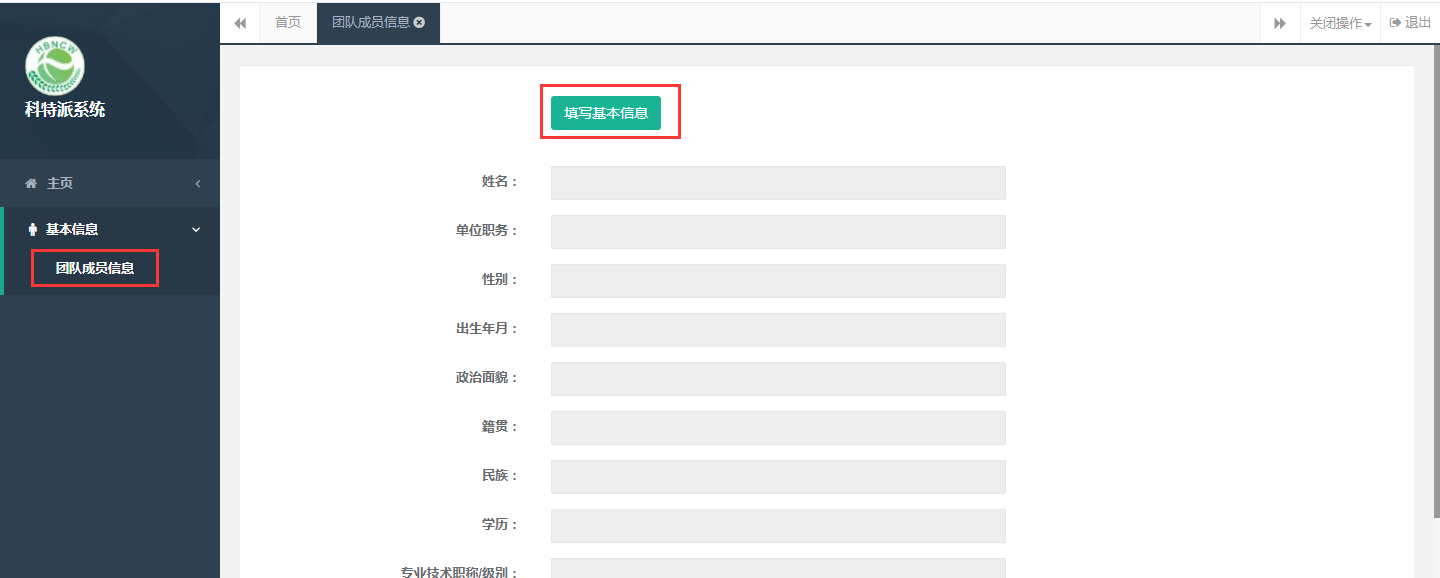 首页
团队成员信息
关闭操作
退出
HBNCW
科特派系统
主页
基本信息
团队成员信息
填写基本信息
姓名：
单位职务：
性别：
出生年月：
政治面貌：
籍贯：
民族：
学历：
专业技术职称/级别：